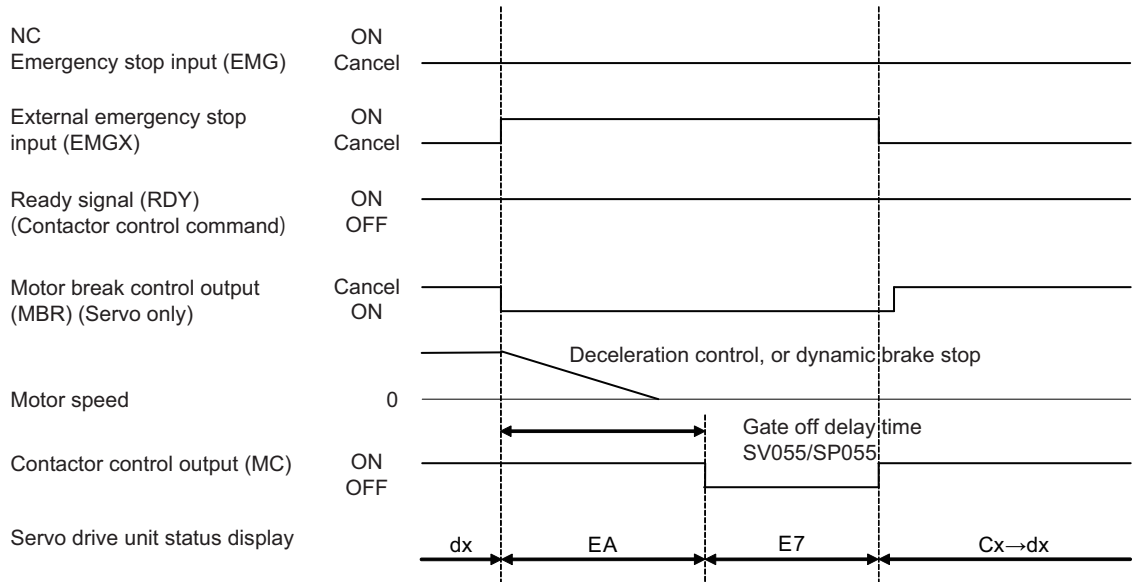 NC
Emergency stop input (EMG)
ON
Cancel
External emergency stop
input (EMGX)
ON
Cancel
Ready signal (RDY)
(Contactor control command)
ON
OFF
Motor break control output
(MBR) (Servo only)
Cancel
ON
Deceleration control, or dynamic brake stop
Motor speed
0
Gate off delay time
SV055/SP055
Contactor control output (MC)
ON
OFF
Servo drive unit status display
dx
EA
E7
Cx→dx